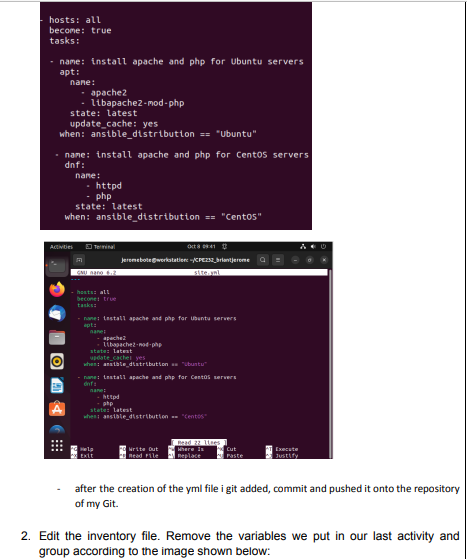 - hosts: all
become: true
tasks:
- name: install apache and php for Ubuntu servers
apt:
name:
- apache2
- libapache2-mod-php
state: latest
update_cache: yes
when: ansible_distribution == "Ubuntu"
- name: install apache and php for CentOS servers
dnf:
name:
- httpd
- php
state: latest
when: ansible_distribution == "CentOS"
Activities Terminal Oct 8 09:41
jeromebote@workstation: ~/CPE232_briantjerome
GNU nano 6.2 site.yml
---
- hosts: all
become: true
tasks:
- name: install apache and php for Ubuntu servers
apt:
name:
- apache2
- libapache2-mod-php
state: latest
update_cache: yes
when: ansible_distribution == "Ubuntu"
- name: install apache and php for CentOS servers
dnf:
name:
- httpd
- php
state: latest
when: ansible_distribution == "CentOS"
[ Read 22 lines ]
^G Help ^O Write Out ^W Where Is ^K Cut ^T Execute
^X Exit ^R Read File ^\ Replace ^U Paste ^J Justify
- after the creation of the yml file i git added, commit and pushed it onto the repository
of my Git.
2. Edit the inventory file. Remove the variables we put in our last activity and
group according to the image shown below: